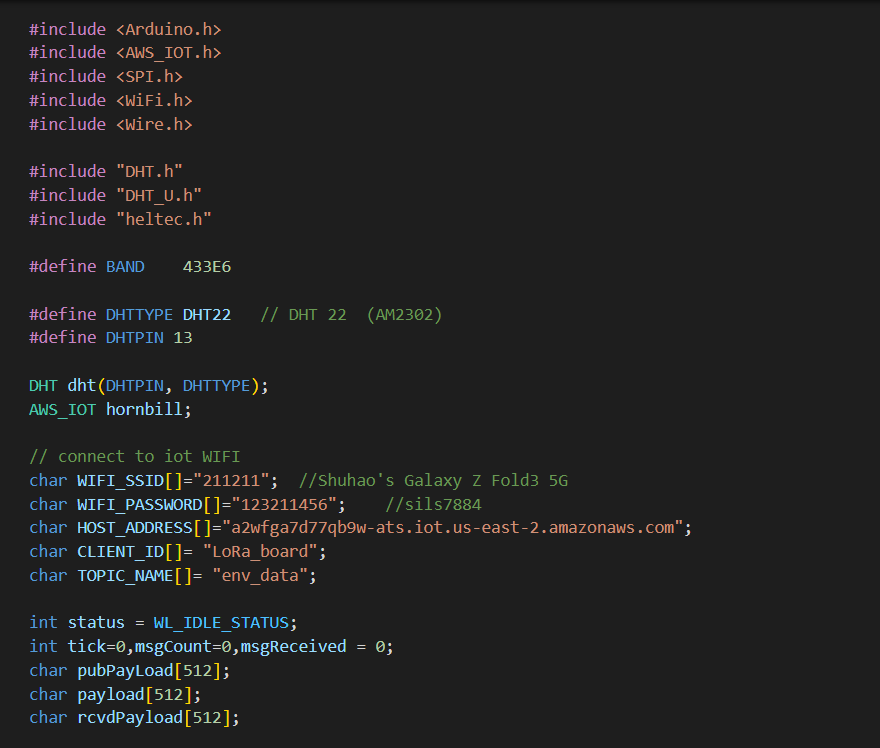 #include <Arduino.h>
#include <AWS_IOT.h>
#include <SPI.h>
#include <WiFi.h>
#include <Wire.h>
#include "DHT.h"
#include "DHT_U.h"
#include "heltec.h"
#define BAND    433E6
#define DHTTYPE DHT22   // DHT 22  (AM2302)
#define DHTPIN 13
DHT dht(DHTPIN, DHTTYPE);
AWS_IOT hornbill;
// connect to iot WIFI
char WIFI_SSID[]="211211";  //Shuhao's Galaxy Z Fold3 5G
char WIFI_PASSWORD[]="123211456";    //sils7884
char HOST_ADDRESS[]="a2wfga7d77qb9w-ats.iot.us-east-2.amazonaws.com";
char CLIENT_ID[]= "LoRa_board";
char TOPIC_NAME[]= "env_data";
int status = WL_IDLE_STATUS;
int tick=0,msgCount=0,msgReceived = 0;
char pubPayLoad[512];
char payload[512];
char rcvdPayload[512];